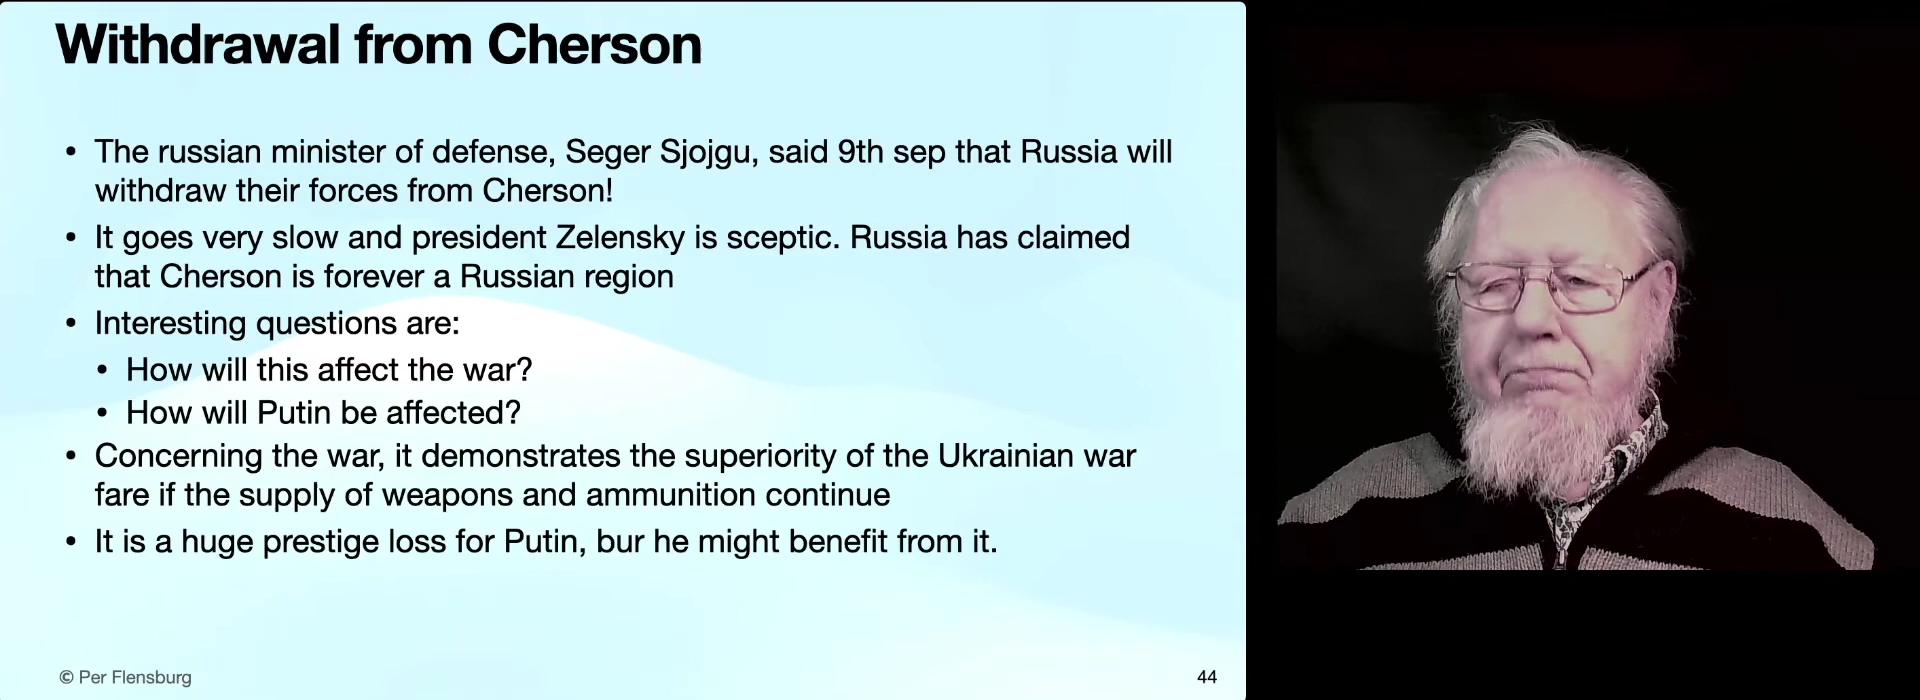 Withdrawal from Cherson
• The russian minister of defense, Seger Sjojgu, said 9th sep that Russia will
withdraw their forces from Cherson!
• It goes very slow and president Zelensky is sceptic. Russia has claimed
that Cherson is forever a Russian region
• Interesting questions are:
• How will this affect the war?
• How will Putin be affected?
• Concerning the war, it demonstrates the superiority of the Ukrainian war
fare if the supply of weapons and ammunition continue
• It is a huge prestige loss for Putin, bur he might benefit from it.
© Per Flensburg
44